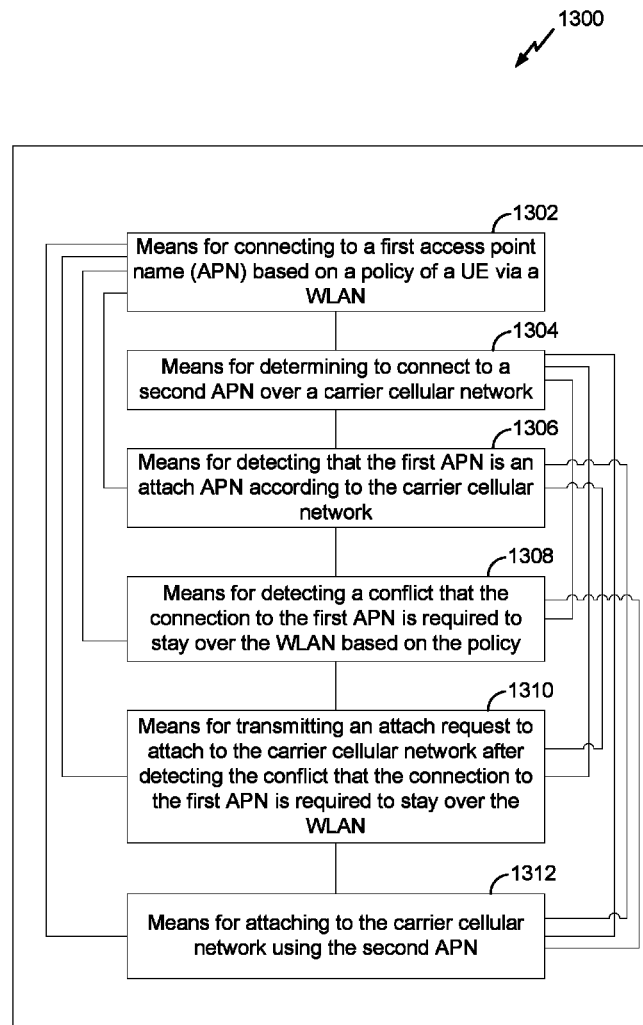 1300
1302
Means for connecting to a first access point
name (APN) based on a policy of a UE via a
WLAN
1304
Means for determining to connect to a
second APN over a carrier cellular network
1306
Means for detecting that the first APN is an
attach APN according to the carrier cellular
network
1308
Means for detecting a conflict that the
connection to the first APN is required to
stay over the WLAN based on the policy
1310
Means for transmitting an attach request to
attach to the carrier cellular network after
detecting the conflict that the connection to
the first APN is required to stay over the
WLAN
1312
Means for attaching to the carrier cellular
network using the second APN